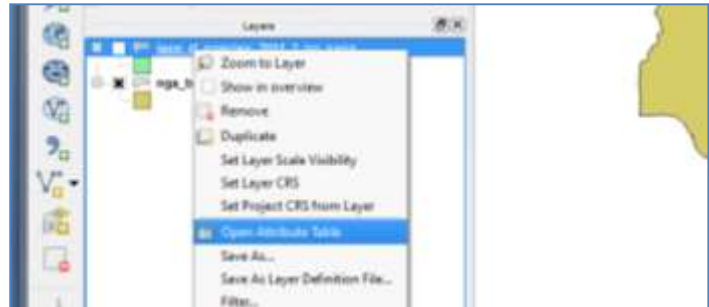 Layers
Zoom to Layer
nga_
Show in overview
Remove
Duplicate
Set Layer Scale Visibility
Set Layer CRS
Set Project CRS from Layer
Open Attribute Table
Save As...
Save As Layer Definition File...
Filter...